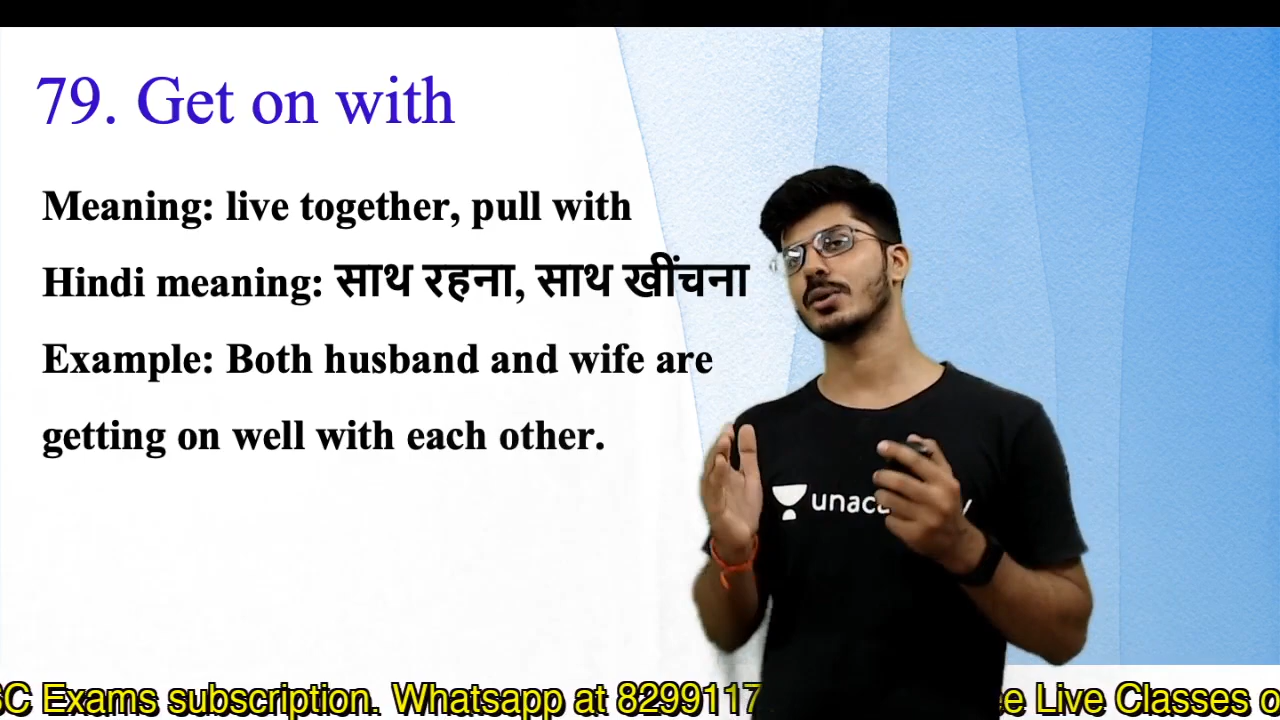 79. Get on with
Meaning: live together, pull with
Hindi meaning: साथ रहना, साथ खींचना
Example: Both husband and wife are
getting on well with each other.
Exams subscription. Whatsapp at 8299117
Live Classes